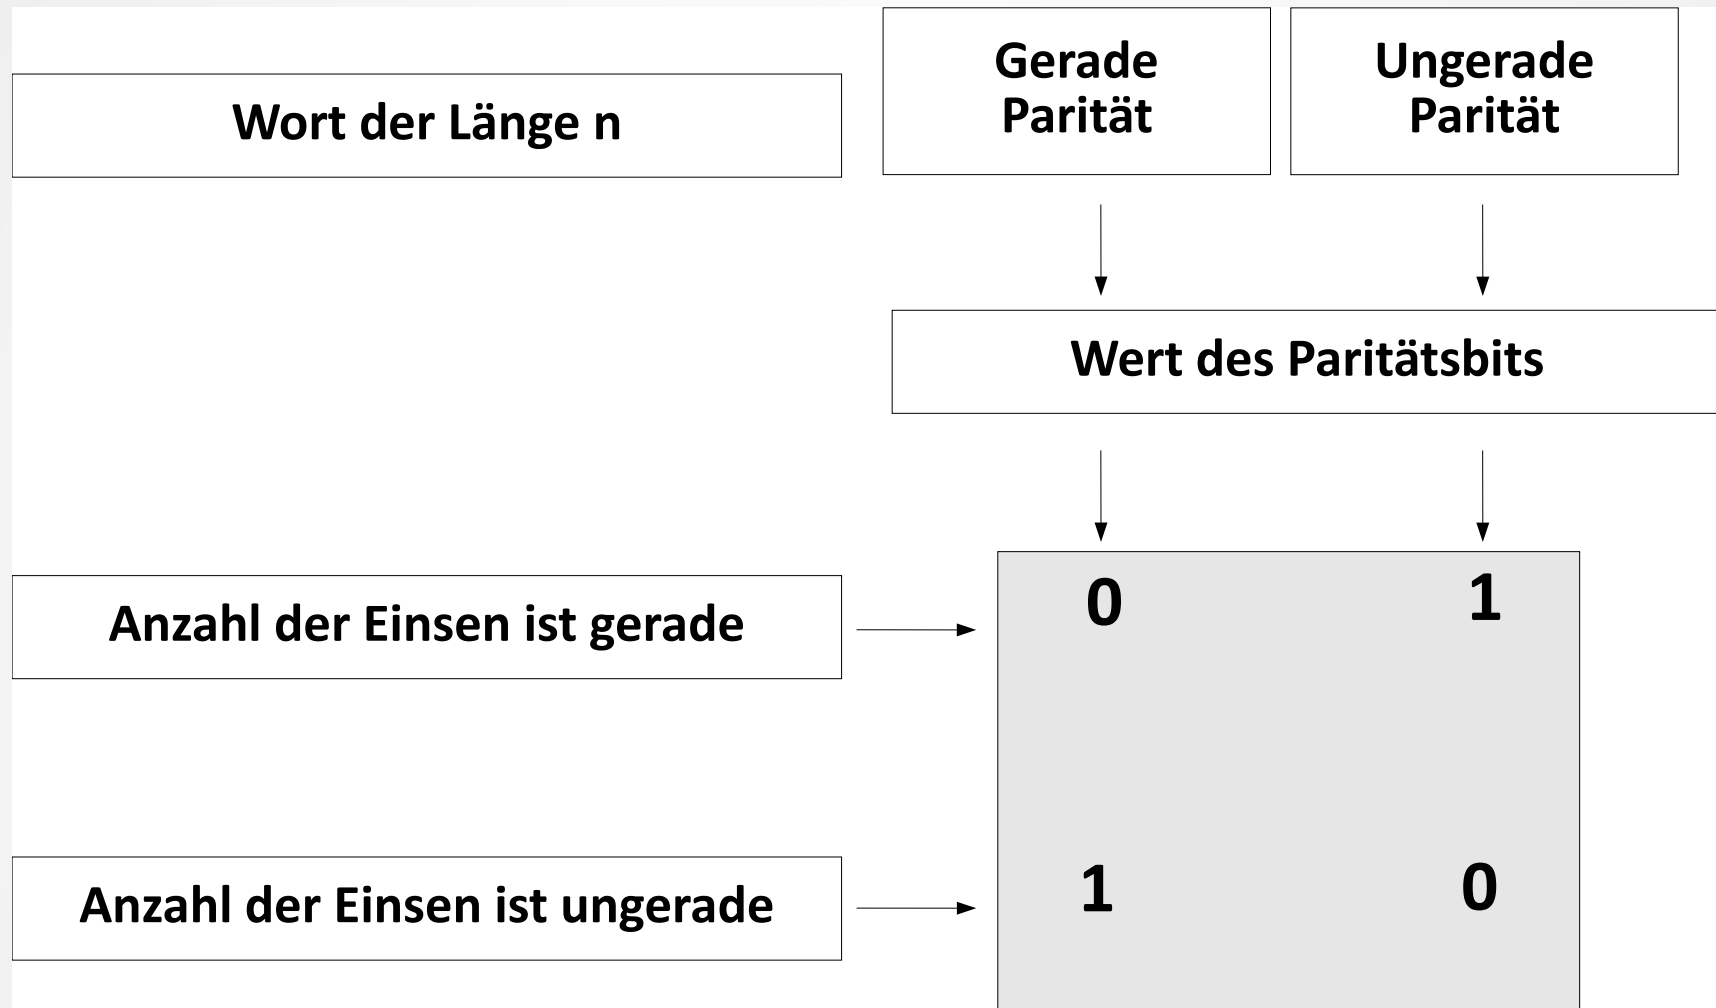 Gerade
Parität
Ungerade
Parität
Wort der Länge n
Wert des Paritätsbits
Anzahl der Einsen ist gerade
0
1
Anzahl der Einsen ist ungerade
1
0